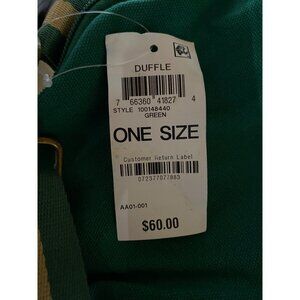 DUFFLE
7 66360 41827 4
STYLE 100148440
GREEN
ONE SIZE
Customer Return Label
072377077883
AA01-001
$60.00